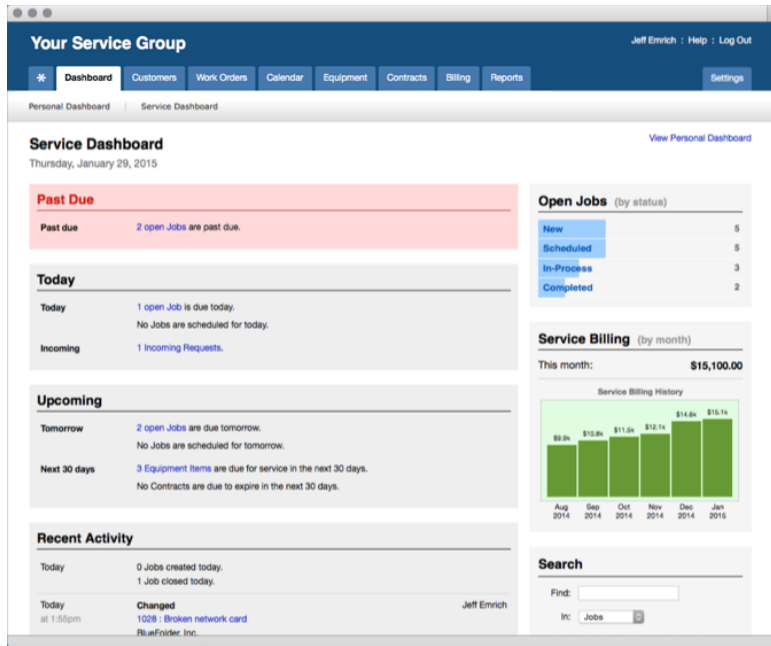 Your Service Group
Jeff Emrich : Help : Log Out
* Dashboard Customers Work Orders Calendar Equipment Contracts Billing Reports Settings
Personal Dashboard | Service Dashboard
Service Dashboard
View Personal Dashboard
Thursday, January 29, 2015
Past Due
Past due 2 open Jobs are past due.
Today
Today 1 open Job is due today.
No Jobs are scheduled for today.
Incoming 1 Incoming Requests.
Upcoming
Tomorrow 2 open Jobs are due tomorrow.
No Jobs are scheduled for tomorrow.
Next 30 days 3 Equipment Items are due for service in the next 30 days.
No Contracts are due to expire in the next 30 days.
Recent Activity
Today 0 Jobs created today.
1 Job closed today.
Today Changed Jeff Emrich
at 1:55pm 1028 : Broken network card
BlueFolder, Inc.
Open Jobs (by status)
New 5
Scheduled 5
In-Process 3
Completed 2
Service Billing (by month)
This month: $15,100.00
Service Billing History
$9.9k $10.8k $11.5k $12.1k $14.6k $15.1k
Aug Sep Oct Nov Dec Jan
2014 2014 2014 2014 2014 2015
Search
Find:
In: Jobs